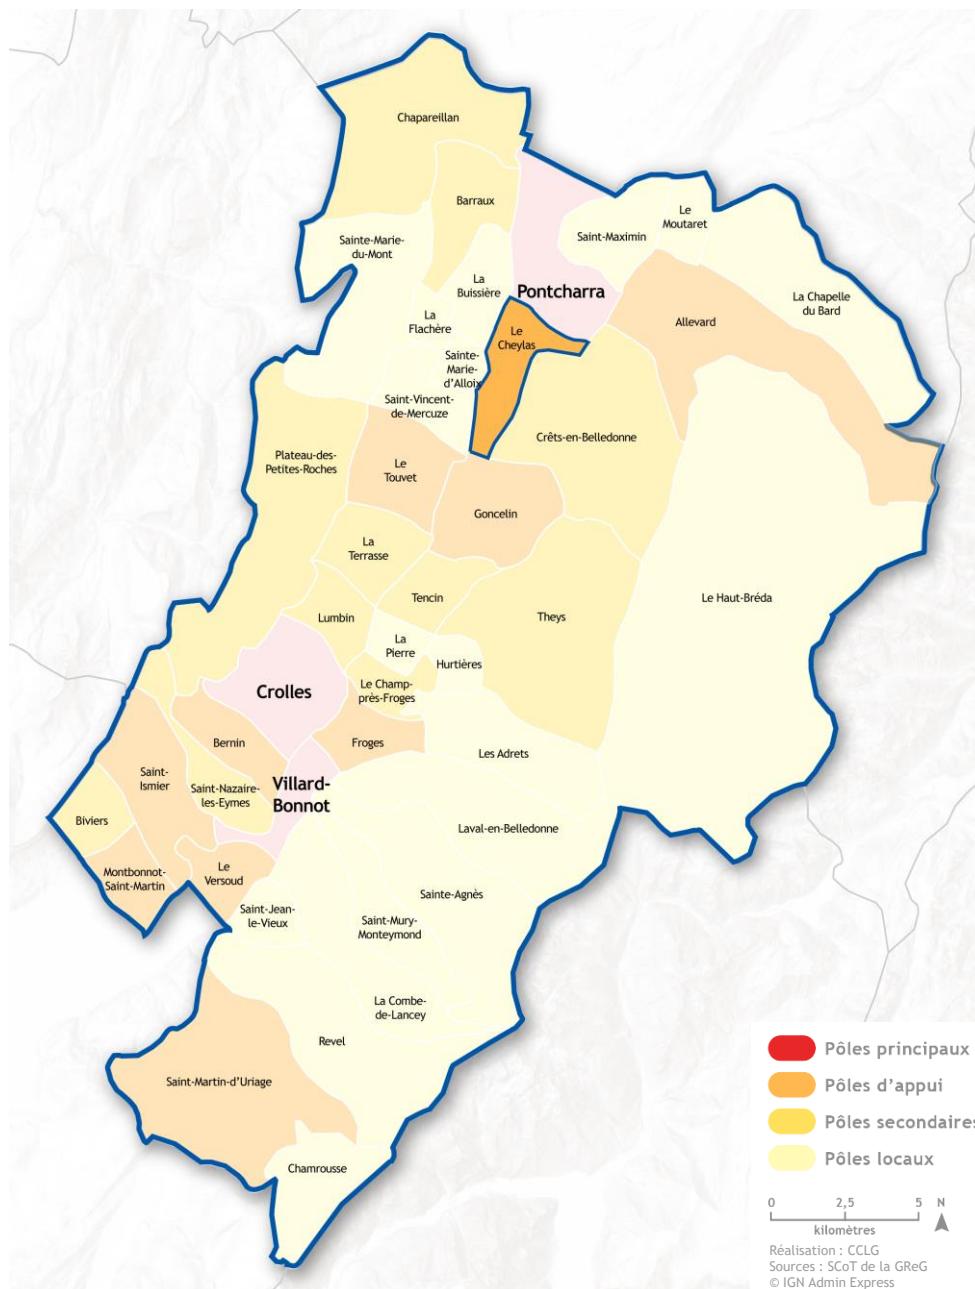 Chapareillan
Barraux
Sainte-Marie-
du-Mont
Saint-Maximin
Le
Moutaret
La
Buissière
Pontcharra
La Chapelle
du Bard
La
Flachère
Le
Cheylas
Allevard
Sainte-
Marie-
d'Alloix
Saint-Vincent-
de-Mercuze
Crêts-en-Belledonne
Plateau-des-
Petites-Roches
Le
Touvet
Goncelin
La
Terrasse
Tencin
Le Haut-Bréda
Lumbin
Theys
La
Pierre
Hurtières
Crolles
Le Champ-
près-Froges
Bernin
Froges
Les Adrets
Saint-
Ismier
Saint-Nazaire-
les-Eymes
Villard-
Bonnot
Biviers
Laval-en-Belledonne
Montbonnot-
Saint-Martin
Le
Versoud
Sainte-Agnès
Saint-Jean-
le-Vieux
Saint-Mury-
Monteymond
La Combe-
de-Lancey
Revel
Saint-Martin-d'Uriage
Chamrousse
Pôles principaux
Pôles d'appui
Pôles secondaires
Pôles locaux
0 2,5 5 N
kilomètres
Réalisation : CCLG
Sources : SCoT de la GReG
© IGN Admin Express